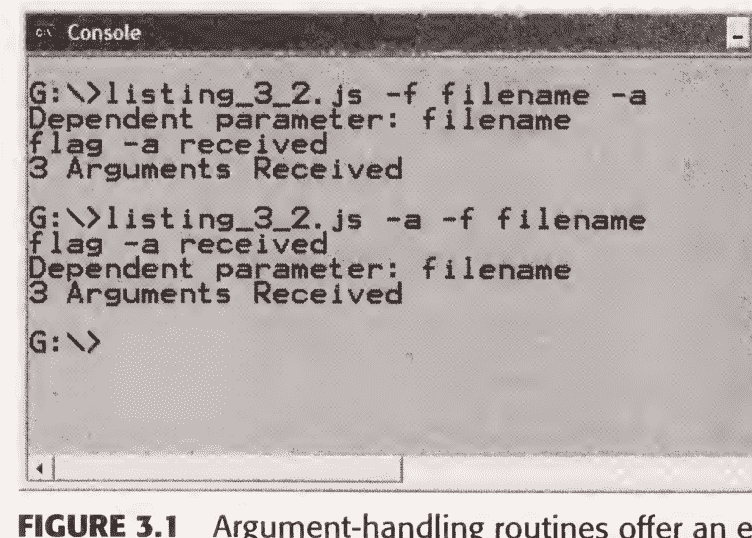 Console
G:\>listing_3_2.js -f filename -a
Dependent parameter: filename
flag -a received
3 Arguments Received
G:\>listing_3_2.js -a -f filename
flag -a received
Dependent parameter: filename
3 Arguments Received
G:\>
FIGURE 3.1 Argument-handling routines offer an e